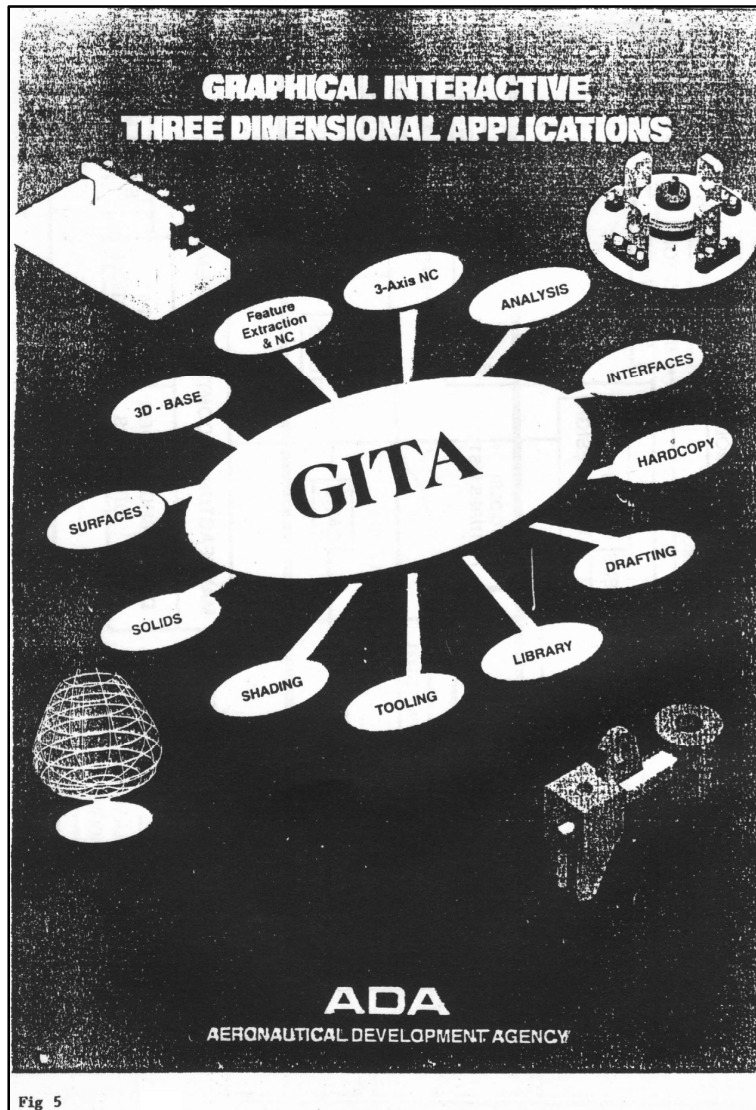 GRAPHICAL INTERACTIVE
THREE DIMENSIONAL APPLICATIONS
3-Axis NC
ANALYSIS
Feature
Extraction
& NC
INTERFACES
3D - BASE
HARDCOPY
GITA
SURFACES
DRAFTING
SOLIDS
LIBRARY
SHADING
TOOLING
ADA
AERONAUTICAL DEVELOPMENT AGENCY
Fig 5